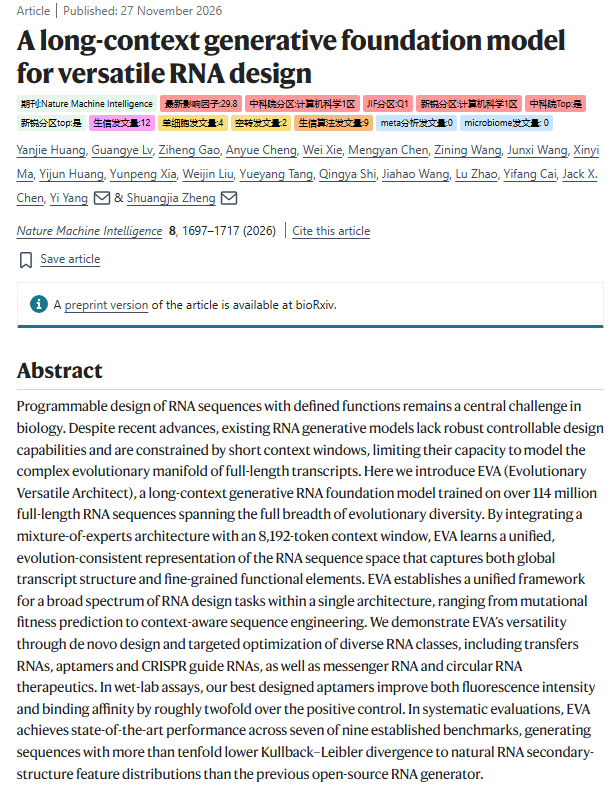 Article | Published: 27 November 2026
A long-context generative foundation model
for versatile RNA design
期刊:Nature Machine Intelligence 最新影响因子:29.8 中科院分区:计算机科学1区 JIF分区:Q1 新锐分区:计算机科学1区 中科院Top:是
新锐分区top:是 生信发文量:12 单细胞发文量:4 空转发文量:2 生信算法发文量:9 meta分析发文量:0 microbiome发文量: 0
Yanjie Huang, Guangye Lv, Ziheng Gao, Anyue Cheng, Wei Xie, Mengyan Chen, Zining Wang, Junxi Wang, Xinyi
Ma, Yijun Huang, Yunpeng Xia, Weijin Liu, Yueyang Tang, Qingya Shi, Jiahao Wang, Lu Zhao, Yifang Cai, Jack X.
Chen, Yi Yang & Shuangjia Zheng
Nature Machine Intelligence 8, 1697–1717 (2026) | Cite this article
Save article
A preprint version of the article is available at bioRxiv.
Abstract
Programmable design of RNA sequences with defined functions remains a central challenge in
biology. Despite recent advances, existing RNA generative models lack robust controllable design
capabilities and are constrained by short context windows, limiting their capacity to model the
complex evolutionary manifold of full-length transcripts. Here we introduce EVA (Evolutionary
Versatile Architect), a long-context generative RNA foundation model trained on over 114 million
full-length RNA sequences spanning the full breadth of evolutionary diversity. By integrating a
mixture-of-experts architecture with an 8,192-token context window, EVA learns a unified,
evolution-consistent representation of the RNA sequence space that captures both global
transcript structure and fine-grained functional elements. EVA establishes a unified framework
for a broad spectrum of RNA design tasks within a single architecture, ranging from mutational
fitness prediction to context-aware sequence engineering. We demonstrate EVA's versatility
through de novo design and targeted optimization of diverse RNA classes, including transfers
RNAs, aptamers and CRISPR guide RNAs, as well as messenger RNA and circular RNA
therapeutics. In wet-lab assays, our best designed aptamers improve both fluorescence intensity
and binding affinity by roughly twofold over the positive control. In systematic evaluations, EVA
achieves state-of-the-art performance across seven of nine established benchmarks, generating
sequences with more than tenfold lower Kullback–Leibler divergence to natural RNA secondary-
structure feature distributions than the previous open-source RNA generator.